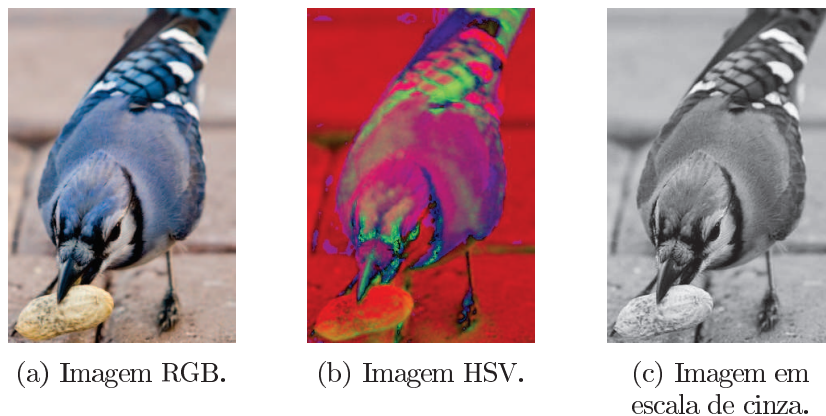 (a) Imagem RGB.
(b) Imagem HSV.
(c) Imagem em
escala de cinza.